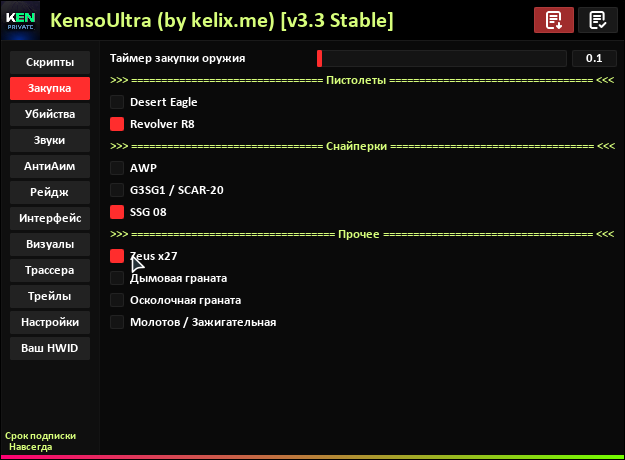 KEN
PRIVATE
KensoUltra (by kelix.me) [v3.3 Stable]
Скрипты
Закупка
Убийства
Звуки
АнтиАим
Рейдж
Интерфейс
Визуалы
Трассера
Трейлы
Настройки
Ваш HWID
Срок подписки
Навсегда
Таймер закупки оружия 0.1
>>> ============================== Пистолеты ============================== <<<
Desert Eagle
Revolver R8
>>> ============================== Снайперки ============================== <<<
AWP
G3SG1 / SCAR-20
SSG 08
>>> ================================ Прочее ================================ <<<
Zeus x27
Дымовая граната
Осколочная граната
Молотов / Зажигательная